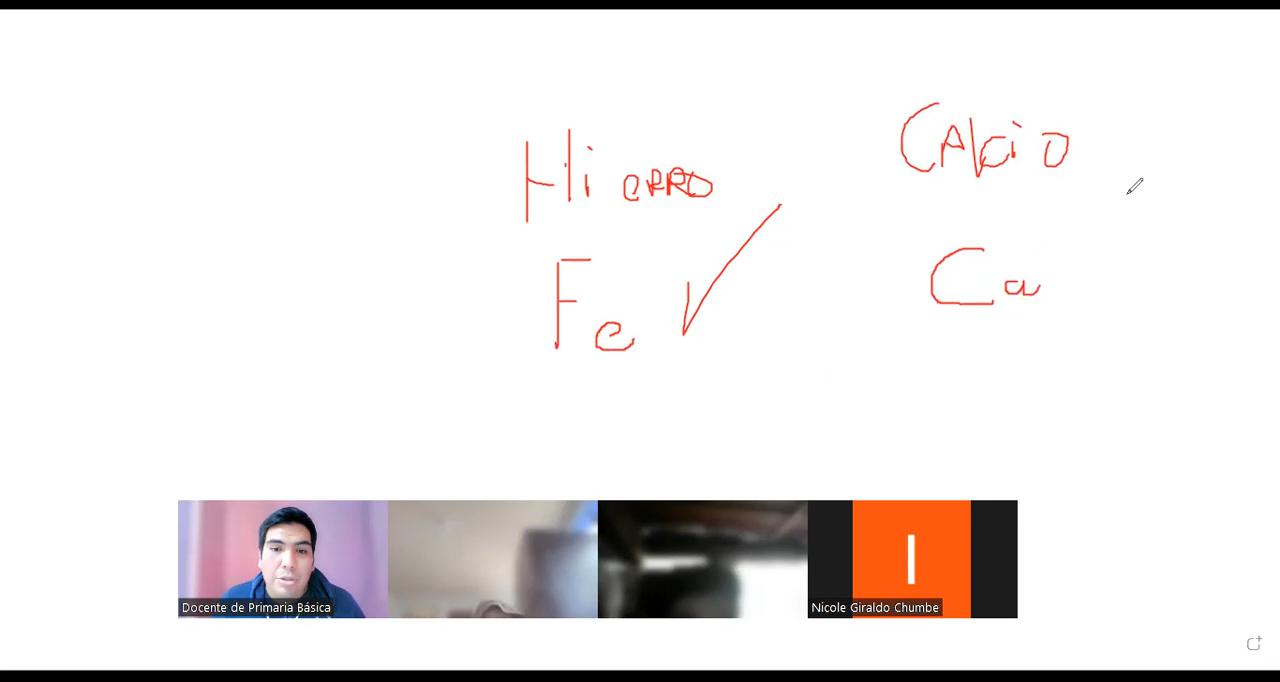 Hierro
CAlciO
Fe
Ca
Docente de Primaria Básica
I
Nicole Giraldo Chumbe